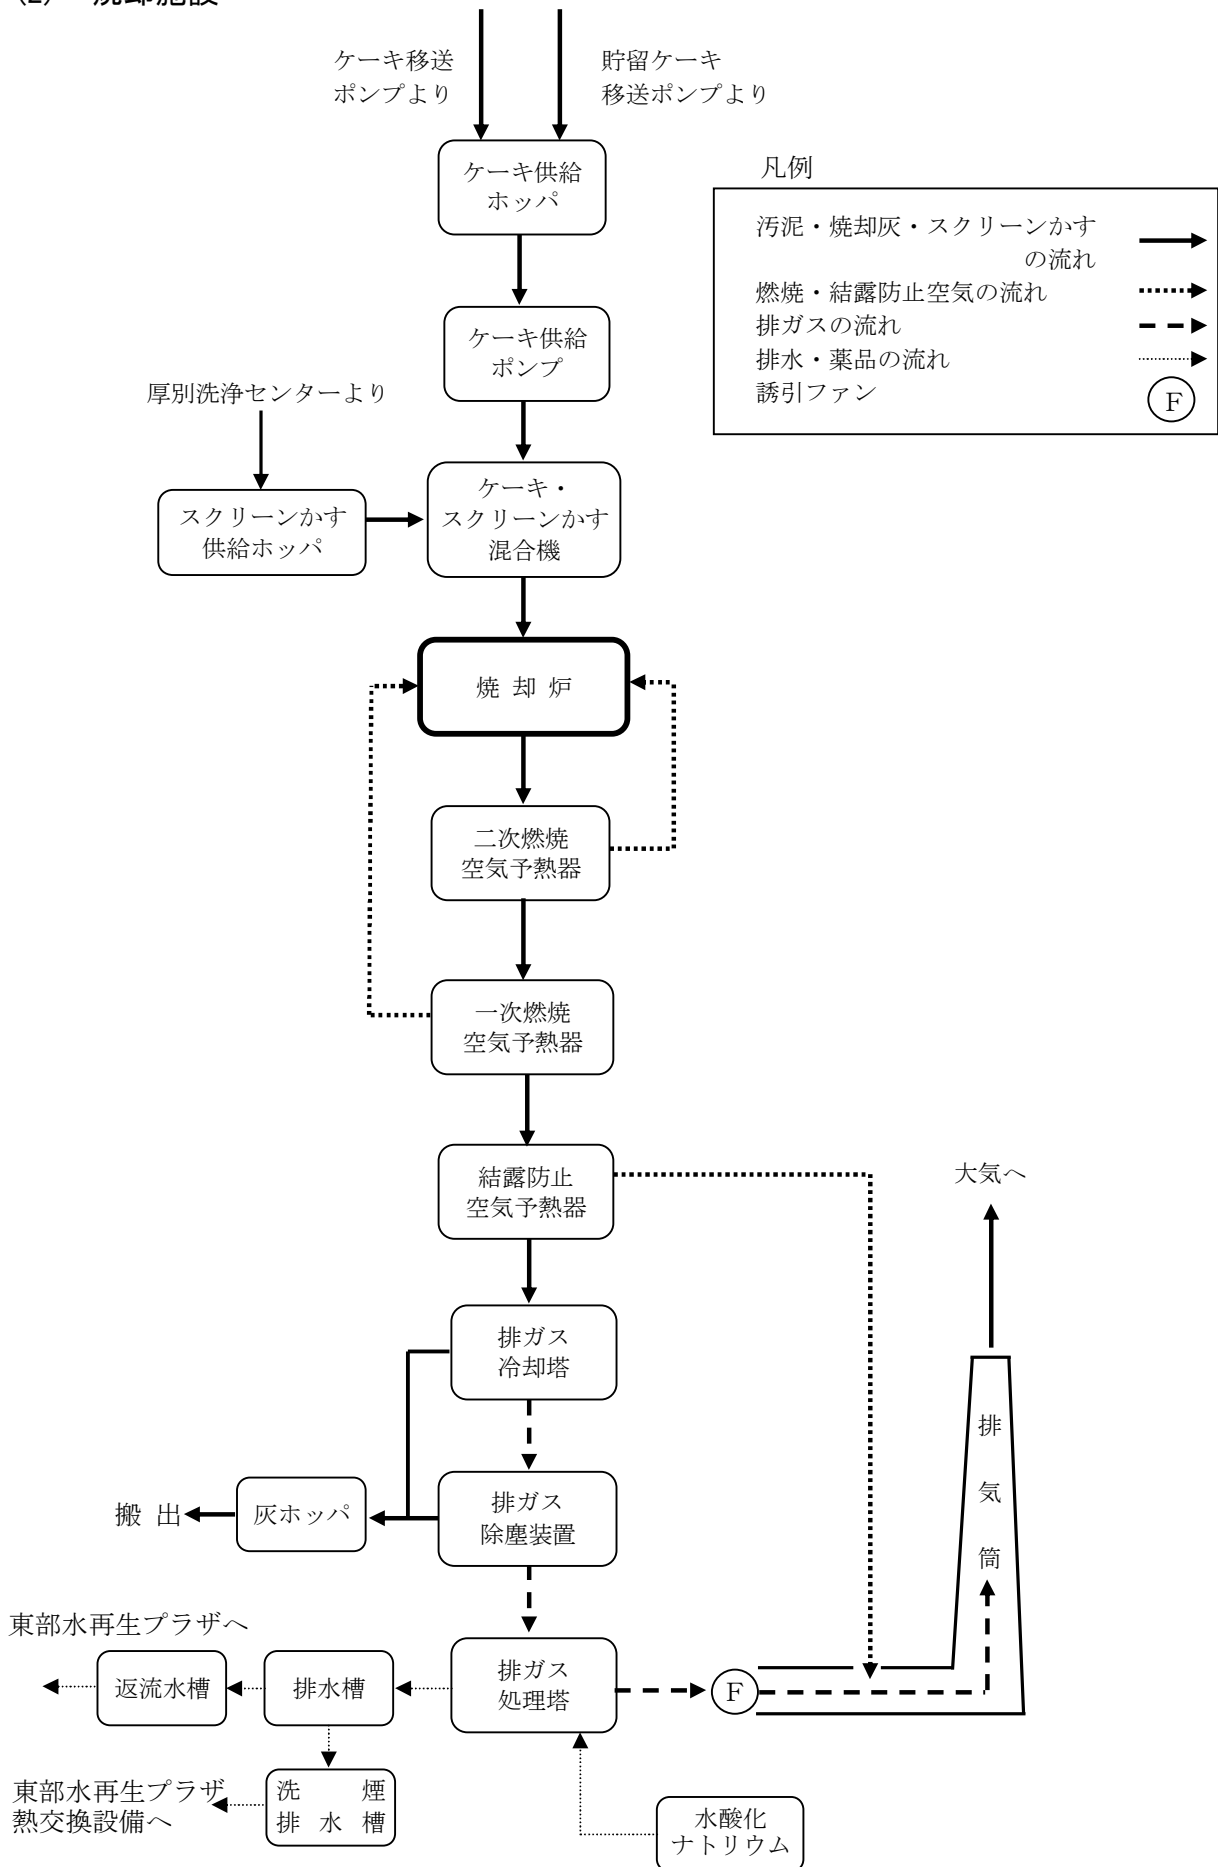 (2) 焼却施設
ケーキ移送
ポンプより
貯留ケーキ
移送ポンプより
ケーキ供給
ホッパ
凡例
汚泥・焼却灰・スクリーンかす
の流れ
燃焼・結露防止空気の流れ
排ガスの流れ
排水・薬品の流れ
誘引ファン
F
ケーキ供給
ポンプ
厚別洗浄センターより
スクリーンかす
供給ホッパ
ケーキ・
スクリーンかす
混合機
焼 却 炉
二次燃焼
空気予熱器
一次燃焼
空気予熱器
結露防止
空気予熱器
大気へ
排ガス
冷却塔
排
気
筒
排ガス
除塵装置
灰ホッパ
搬 出
東部水再生プラザへ
返流水槽
排水槽
排ガス
処理塔
F
東部水再生プラザ
熱交換設備へ
洗 煙
排 水 槽
水酸化
ナトリウム